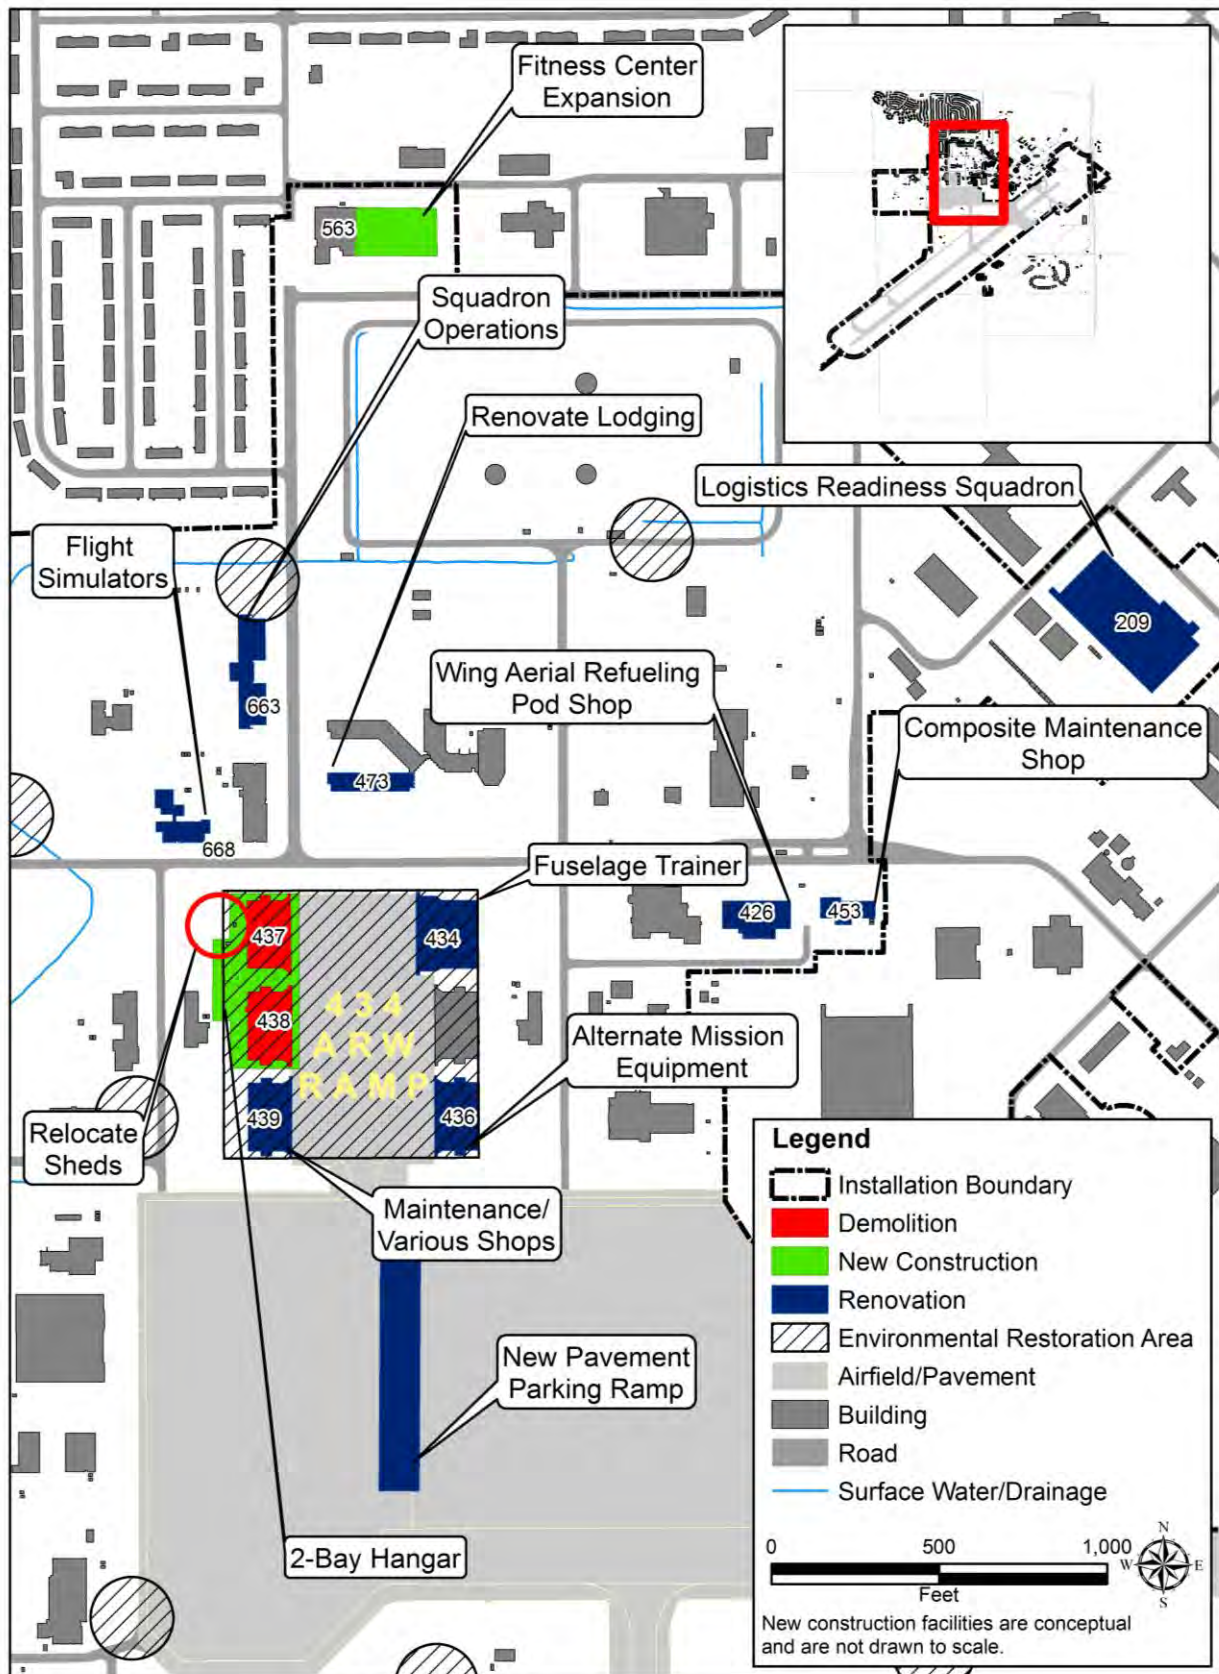 Fitness Center
Expansion
563
Squadron
Operations
Renovate Lodging
Logistics Readiness Squadron
Flight
Simulators
209
Wing Aerial Refueling
Pod Shop
663
Composite Maintenance
Shop
473
668
Fuselage Trainer
426
453
437
434
438
434
ARW
RAMP
Alternate Mission
Equipment
439
436
Relocate
Sheds
Maintenance/
Various Shops
New Pavement
Parking Ramp
2-Bay Hangar
Legend
Installation Boundary
Demolition
New Construction
Renovation
Environmental Restoration Area
Airfield/Pavement
Building
Road
Surface Water/Drainage
0 500 1,000
Feet
N
W E
S
New construction facilities are conceptual
and are not drawn to scale.